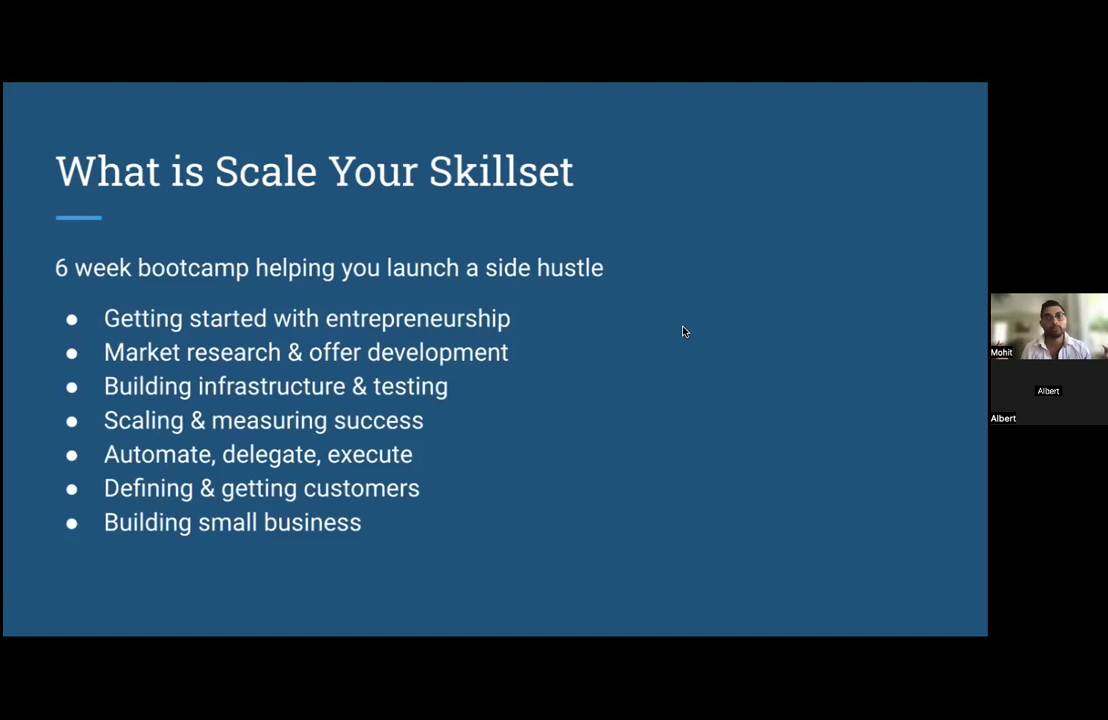 What is Scale Your Skillset
6 week bootcamp helping you launch a side hustle
● Getting started with entrepreneurship
● Market research & offer development
● Building infrastructure & testing
● Scaling & measuring success
● Automate, delegate, execute
● Defining & getting customers
● Building small business
Mohit
Albert
Albert